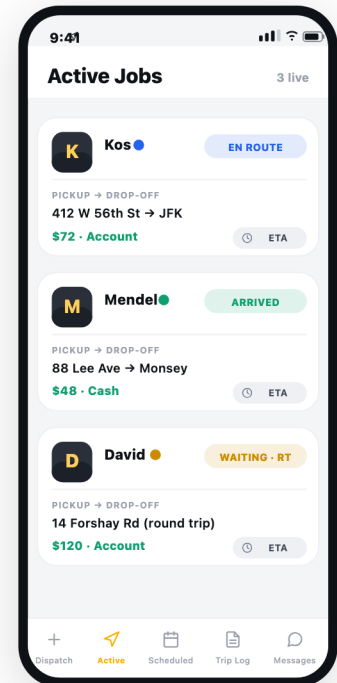 9:41
Active Jobs
3 live
K
Kos
EN ROUTE
PICKUP → DROP-OFF
412 W 56th St → JFK
$72 · Account
ETA
M
Mendel
ARRIVED
PICKUP → DROP-OFF
88 Lee Ave → Monsey
$48 · Cash
ETA
D
David
WAITING · RT
PICKUP → DROP-OFF
14 Forshay Rd (round trip)
$120 · Account
ETA
Dispatch
Active
Scheduled
Trip Log
Messages